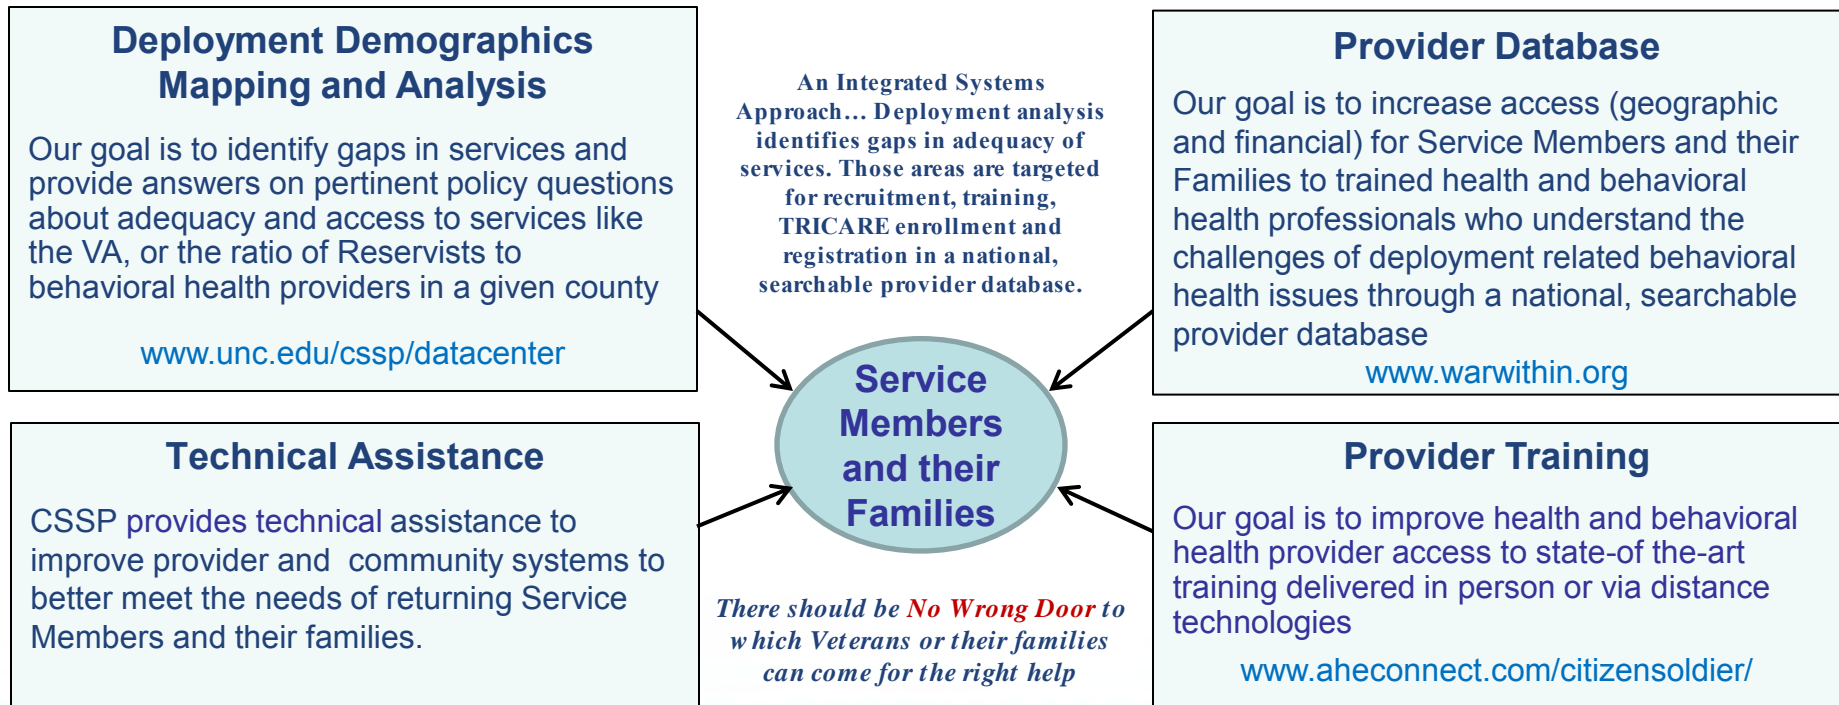 Deployment Demographics
Mapping and Analysis
Our goal is to identify gaps in services and
provide answers on pertinent policy questions
about adequacy and access to services like
the VA, or the ratio of Reservists to
behavioral health providers in a given county
www.unc.edu/cssp/datacenter
An Integrated Systems
Approach… Deployment analysis
identifies gaps in adequacy of
services. Those areas are targeted
for recruitment, training,
TRICARE enrollment and
registration in a national,
searchable provider database.
Provider Database
Our goal is to increase access (geographic
and financial) for Service Members and their
Families to trained health and behavioral
health professionals who understand the
challenges of deployment related behavioral
health issues through a national, searchable
provider database
www.warwithin.org
Service
Members
and their
Families
Technical Assistance
CSSP provides technical assistance to
improve provider and community systems to
better meet the needs of returning Service
Members and their families.
There should be No Wrong Door to
which Veterans or their families
can come for the right help
Provider Training
Our goal is to improve health and behavioral
health provider access to state-of the-art
training delivered in person or via distance
technologies
www.aheconnect.com/citizensoldier/